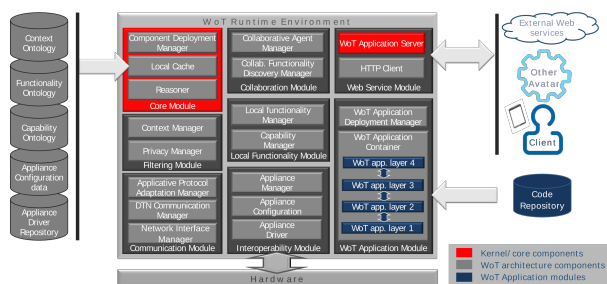 WoT Runtime Environment
Context
Ontology
Functionality
Ontology
Capability
Ontology
Appliance
Configuration
data
Appliance
Driver
Repository
Component Deployment
Manager
Local Cache
Reasoner
Core Module
Context Manager
Privacy Manager
Filtering Module
Applicative Protocol
Adaptation Manager
DTN Communication
Manager
Network Interface
Manager
Communication Module
Collaborative Agent
Manager
Collab. Functionality
Discovery Manager
Collaboration Module
Local functionality
Manager
Capability
Manager
Local Functionality Module
Appliance
Manager
Appliance
Configuration
Appliance
Driver
Interoperability Module
WoT Application Server
HTTP Client
Web Service Module
WoT Application
Deployment Manager
WoT Application
Container
WoT app. layer 4
WoT app. layer 3
WoT app. layer 2
WoT app. layer 1
WoT Application Module
Hardware
External Web
services
Other
Avatar
Client
Code
Repository
Kernel/ core components
WoT architecture components
WoT Application modules